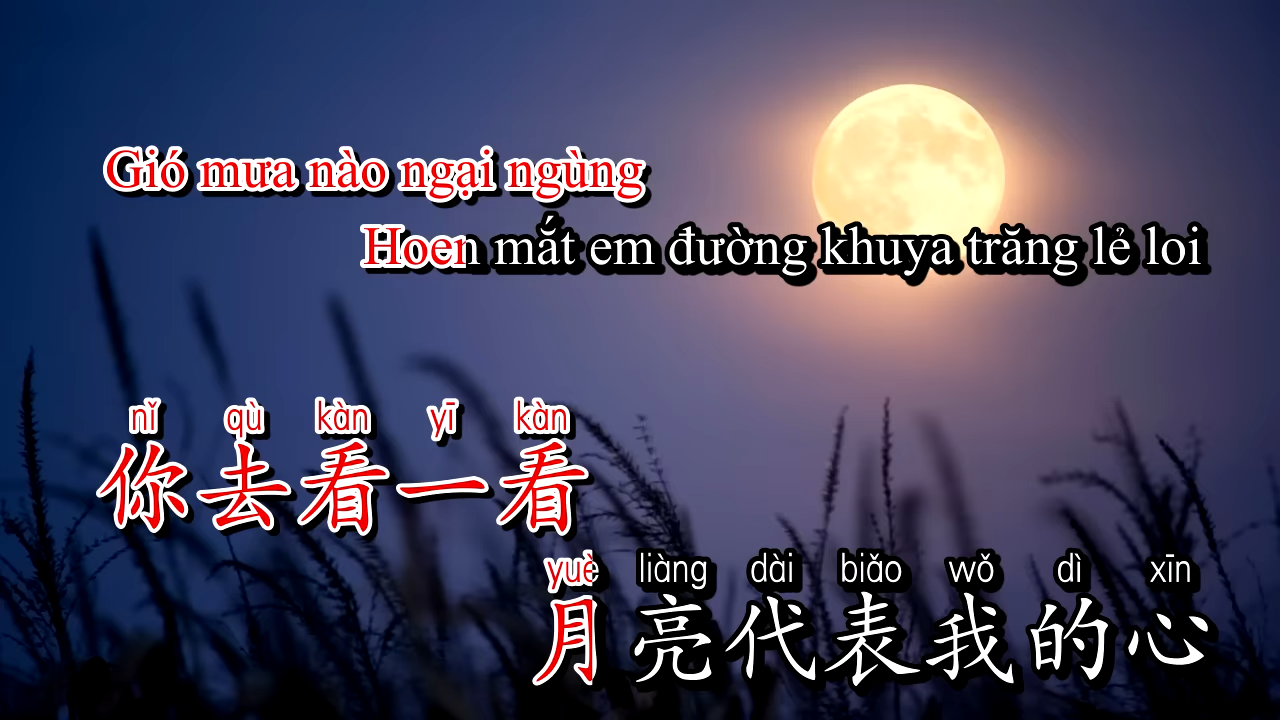 Gió mưa nào ngại ngùng
Hoen mắt em đường khuya trăng lẻ loi
nǐ qù kàn yī kàn
你去看一看
yuè liàng dài biǎo wǒ dì xīn
月亮代表我的心